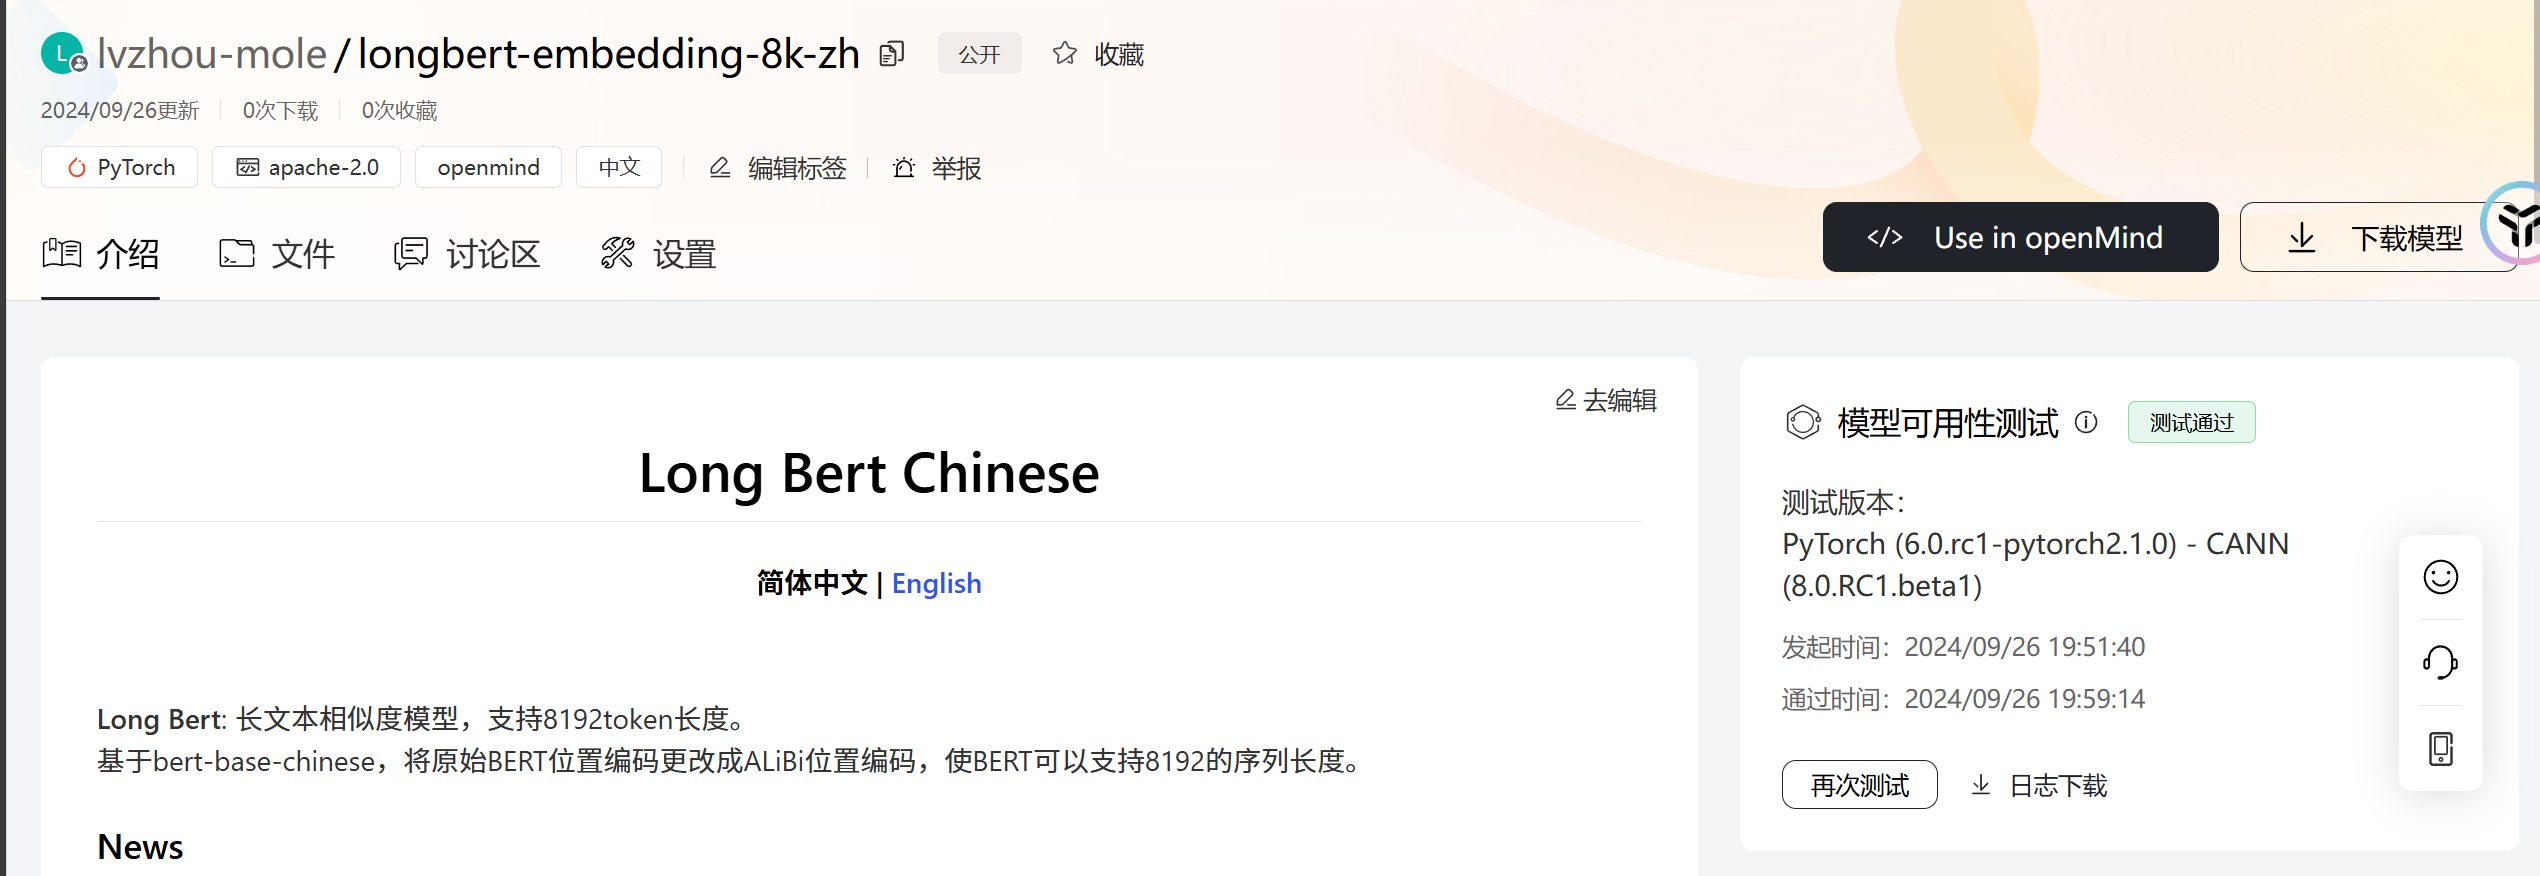 L lvzhou-mole / longbert-embedding-8k-zh 公开 收藏
2024/09/26更新 0次下载 0次收藏
PyTorch apache-2.0 openmind 中文 编辑标签 举报
介绍 文件 讨论区 设置
Use in openMind 下载模型
去编辑
Long Bert Chinese
简体中文 | English
Long Bert: 长文本相似度模型，支持8192token长度。
基于bert-base-chinese，将原始BERT位置编码更改成ALiBi位置编码，使BERT可以支持8192的序列长度。
News
模型可用性测试 测试通过
测试版本：
PyTorch (6.0.rc1-pytorch2.1.0) - CANN
(8.0.RC1.beta1)
发起时间：2024/09/26 19:51:40
通过时间：2024/09/26 19:59:14
再次测试 日志下载